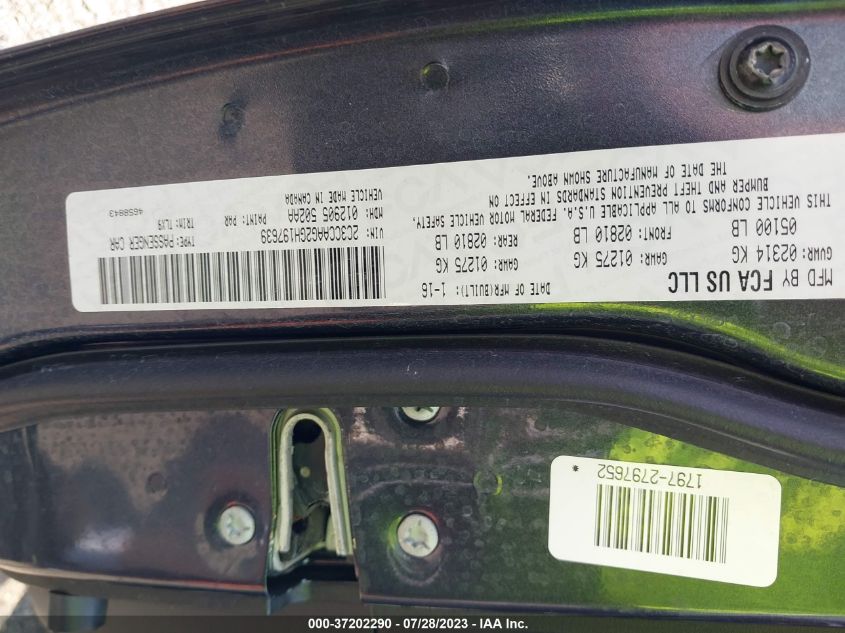 MFD BY FCA US LLC
DATE OF MFR(BUILT): 1-16
GVWR: 02314 KG
05100 LB
GAWR: 01275 KG
FRONT: 02810 LB
GAWR: 01275 KG
REAR: 02810 LB
THIS VEHICLE CONFORMS TO ALL APPLICABLE U.S.A. FEDERAL MOTOR VEHICLE SAFETY,
BUMPER AND THEFT PREVENTION STANDARDS IN EFFECT ON
THE DATE OF MANUFACTURE SHOWN ABOVE.
VIN: 2C3CCAAG2GH197639
TYPE: PASSENGER CAR
MDH: 012905 502AA
PAINT: PAR
TRIM: TLV9
VEHICLE MADE IN CANADA
4658843
1797-2797652
*
000-37202290 - 07/28/2023 - IAA Inc.